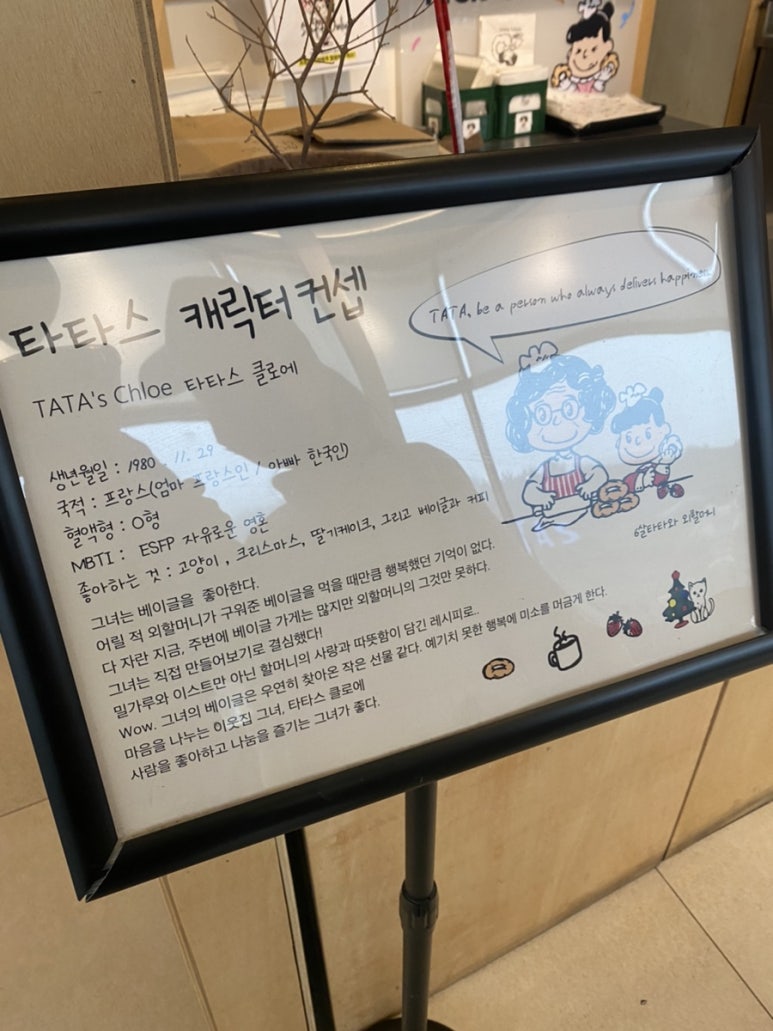 타타스 캐릭터컨셉
TATA, be a person who always delivers happiness
TATA's Chloe 타타스 클로에
생년월일 : 1980. 11. 29
국적 : 프랑스(엄마 프랑스인 / 아빠 한국인)
혈액형 : O형
MBTI : ESFP 자유로운 영혼
좋아하는 것 : 고양이, 크리스마스, 딸기케이크, 그리고 베이글과 커피
6살타타와 외할머니
그녀는 베이글을 좋아한다.
어릴 적 외할머니가 구워준 베이글을 먹을 때만큼 행복했던 기억이 없다.
다 자란 지금, 주변에 베이글 가게는 많지만 외할머니의 그것만 못하다.
그녀는 직접 만들어보기로 결심했다!
밀가루와 이스트만 아닌 할머니의 사랑과 따뜻함이 담긴 레시피로..
Wow. 그녀의 베이글은 우연히 찾아온 작은 선물 같다. 예기치 못한 행복에 미소를 머금게 한다.
마음을 나누는 이웃집 그녀, 타타스 클로에
사람을 좋아하고 나눔을 즐기는 그녀가 좋다.